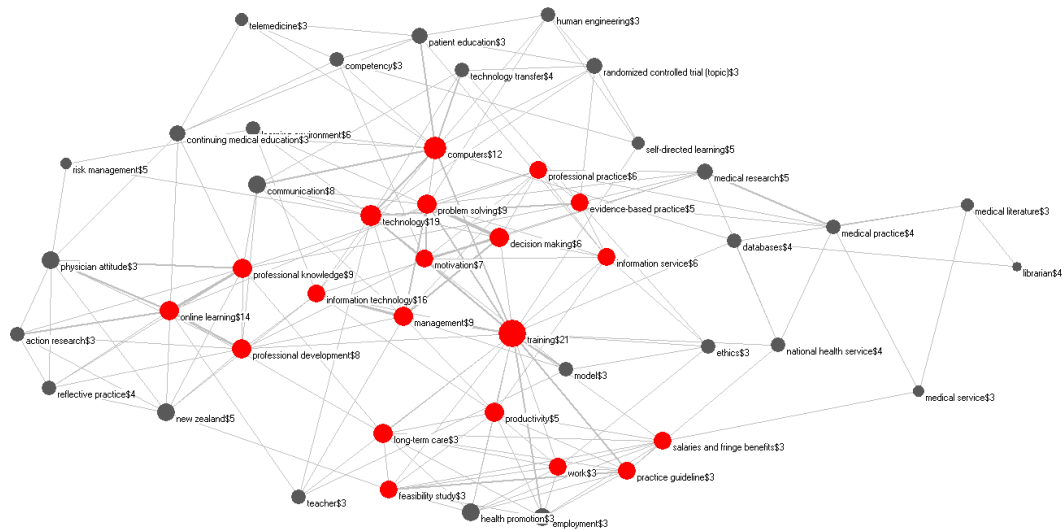 human engineering$3
telemedicine$3
patient education$3
competency$3
technology transfer$4
randomized controlled trial (topic)$3
learning environment$6
continuing medical education$3
self-directed learning$5
computers$12
risk management$5
professional practice$6
medical research$5
communication$8
problem solving$9
evidence-based practice$5
medical literature$3
technology$19
medical practice$4
decision making$6
databases$4
motivation$7
information service$6
physician attitude$3
professional knowledge$9
librarian$4
information technology$16
online learning$14
management$9
action research$3
training$21
professional development$8
ethics$3
national health service$4
model$3
reflective practice$4
medical service$3
new zealand$5
productivity$5
long-term care$3
salaries and fringe benefits$3
work$3
practice guideline$3
teacher$3
feasibility study$3
health promotion$3
employment$3